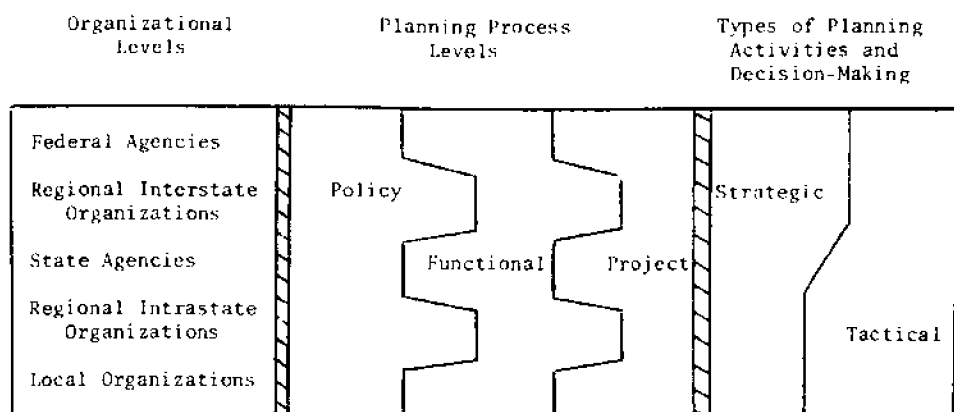 Organizational
Levels
Planning Process
Levels
Types of Planning
Activities and
Decision-Making
Federal Agencies
Regional Interstate
Organizations
State Agencies
Regional Intrastate
Organizations
Local Organizations
Policy
Functional
Project
Strategic
Tactical